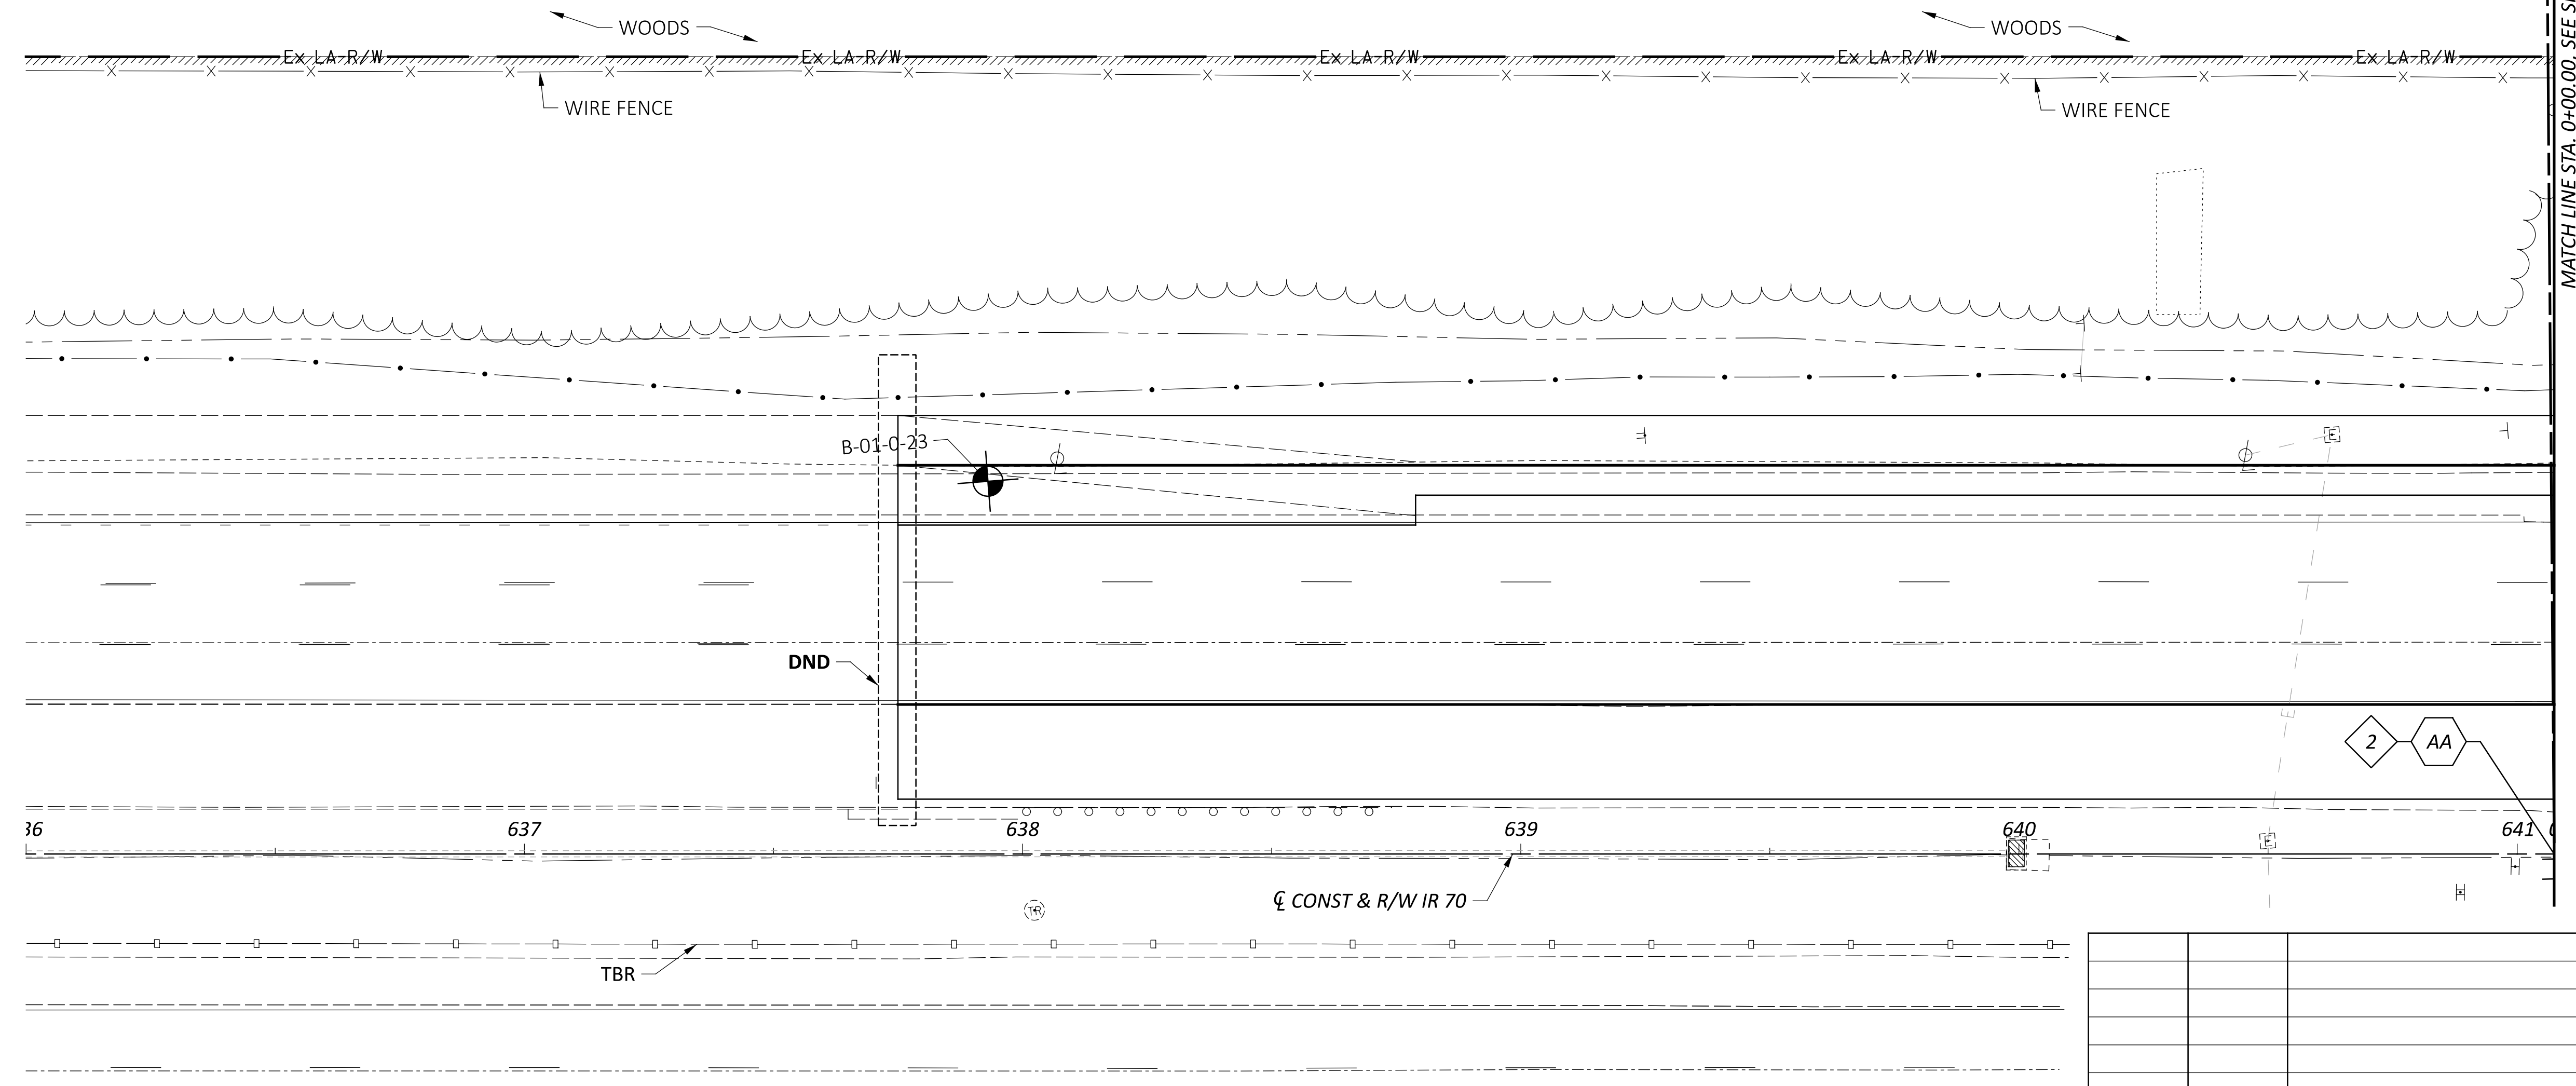 WOODS
WOODS
Ex LA R/W
Ex LA R/W
Ex LA R/W
Ex LA R/W
Ex LA R/W
WIRE FENCE
WIRE FENCE
MATCH LINE STA. 0+00.00, SEE
B-01-0-23
DND
E
E
2
AA
637
638
639
640
641
E
℄ CONST & R/W IR 70
TR
TBR